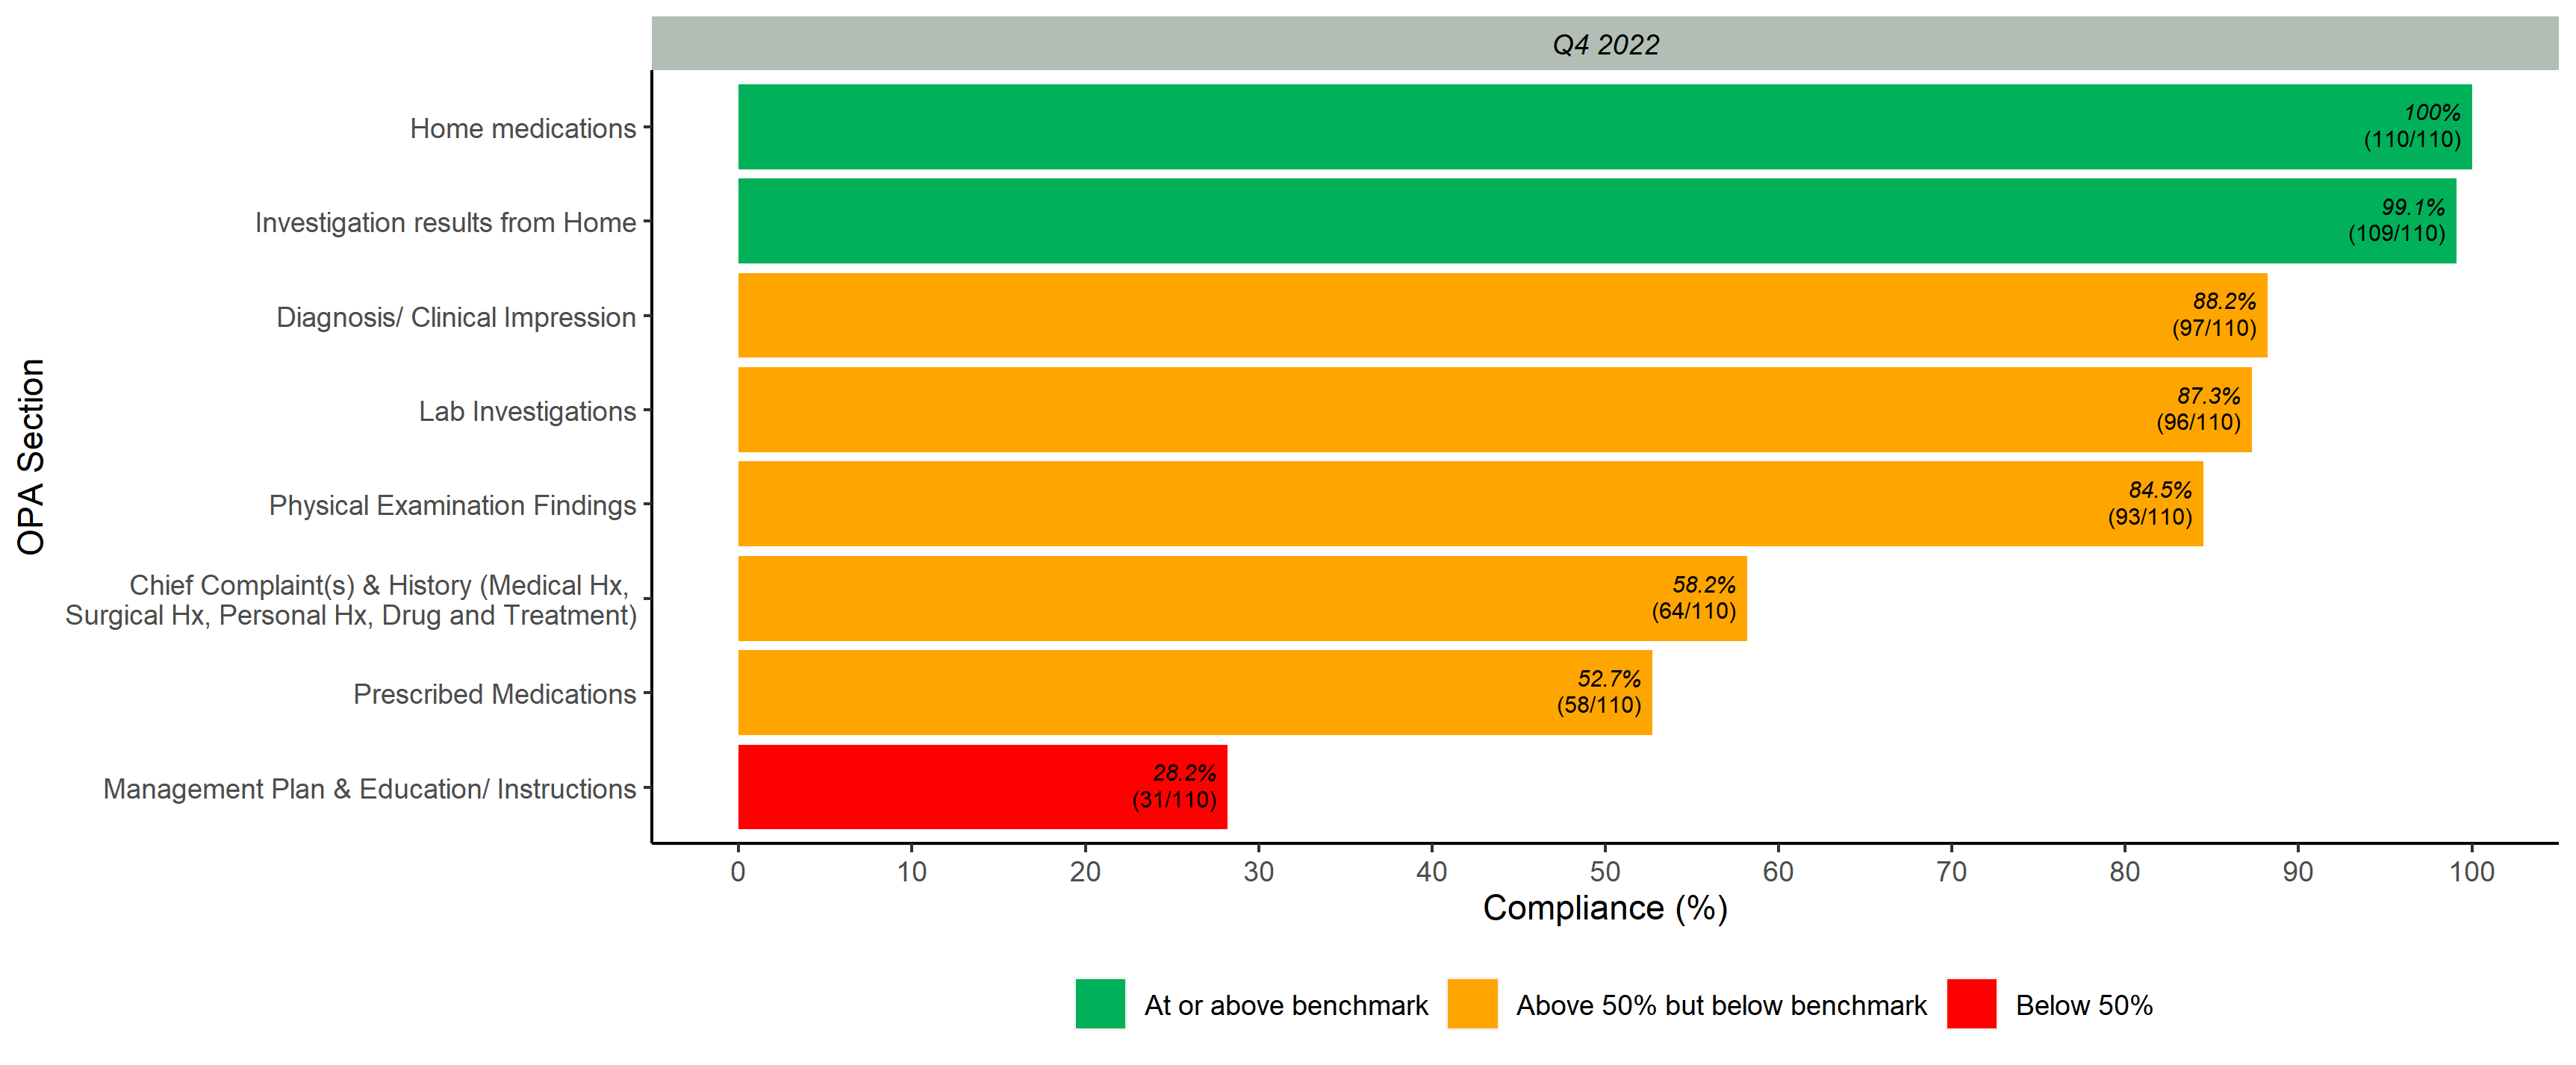 Q4 2022
OPA Section
Home medications
100%
(110/110)
Investigation results from Home
99.1%
(109/110)
Diagnosis/ Clinical Impression
88.2%
(97/110)
Lab Investigations
87.3%
(96/110)
Physical Examination Findings
84.5%
(93/110)
Chief Complaint(s) & History (Medical Hx,
Surgical Hx, Personal Hx, Drug and Treatment)
58.2%
(64/110)
Prescribed Medications
52.7%
(58/110)
Management Plan & Education/ Instructions
28.2%
(31/110)
0 10 20 30 40 50 60 70 80 90 100
Compliance (%)
At or above benchmark Above 50% but below benchmark Below 50%